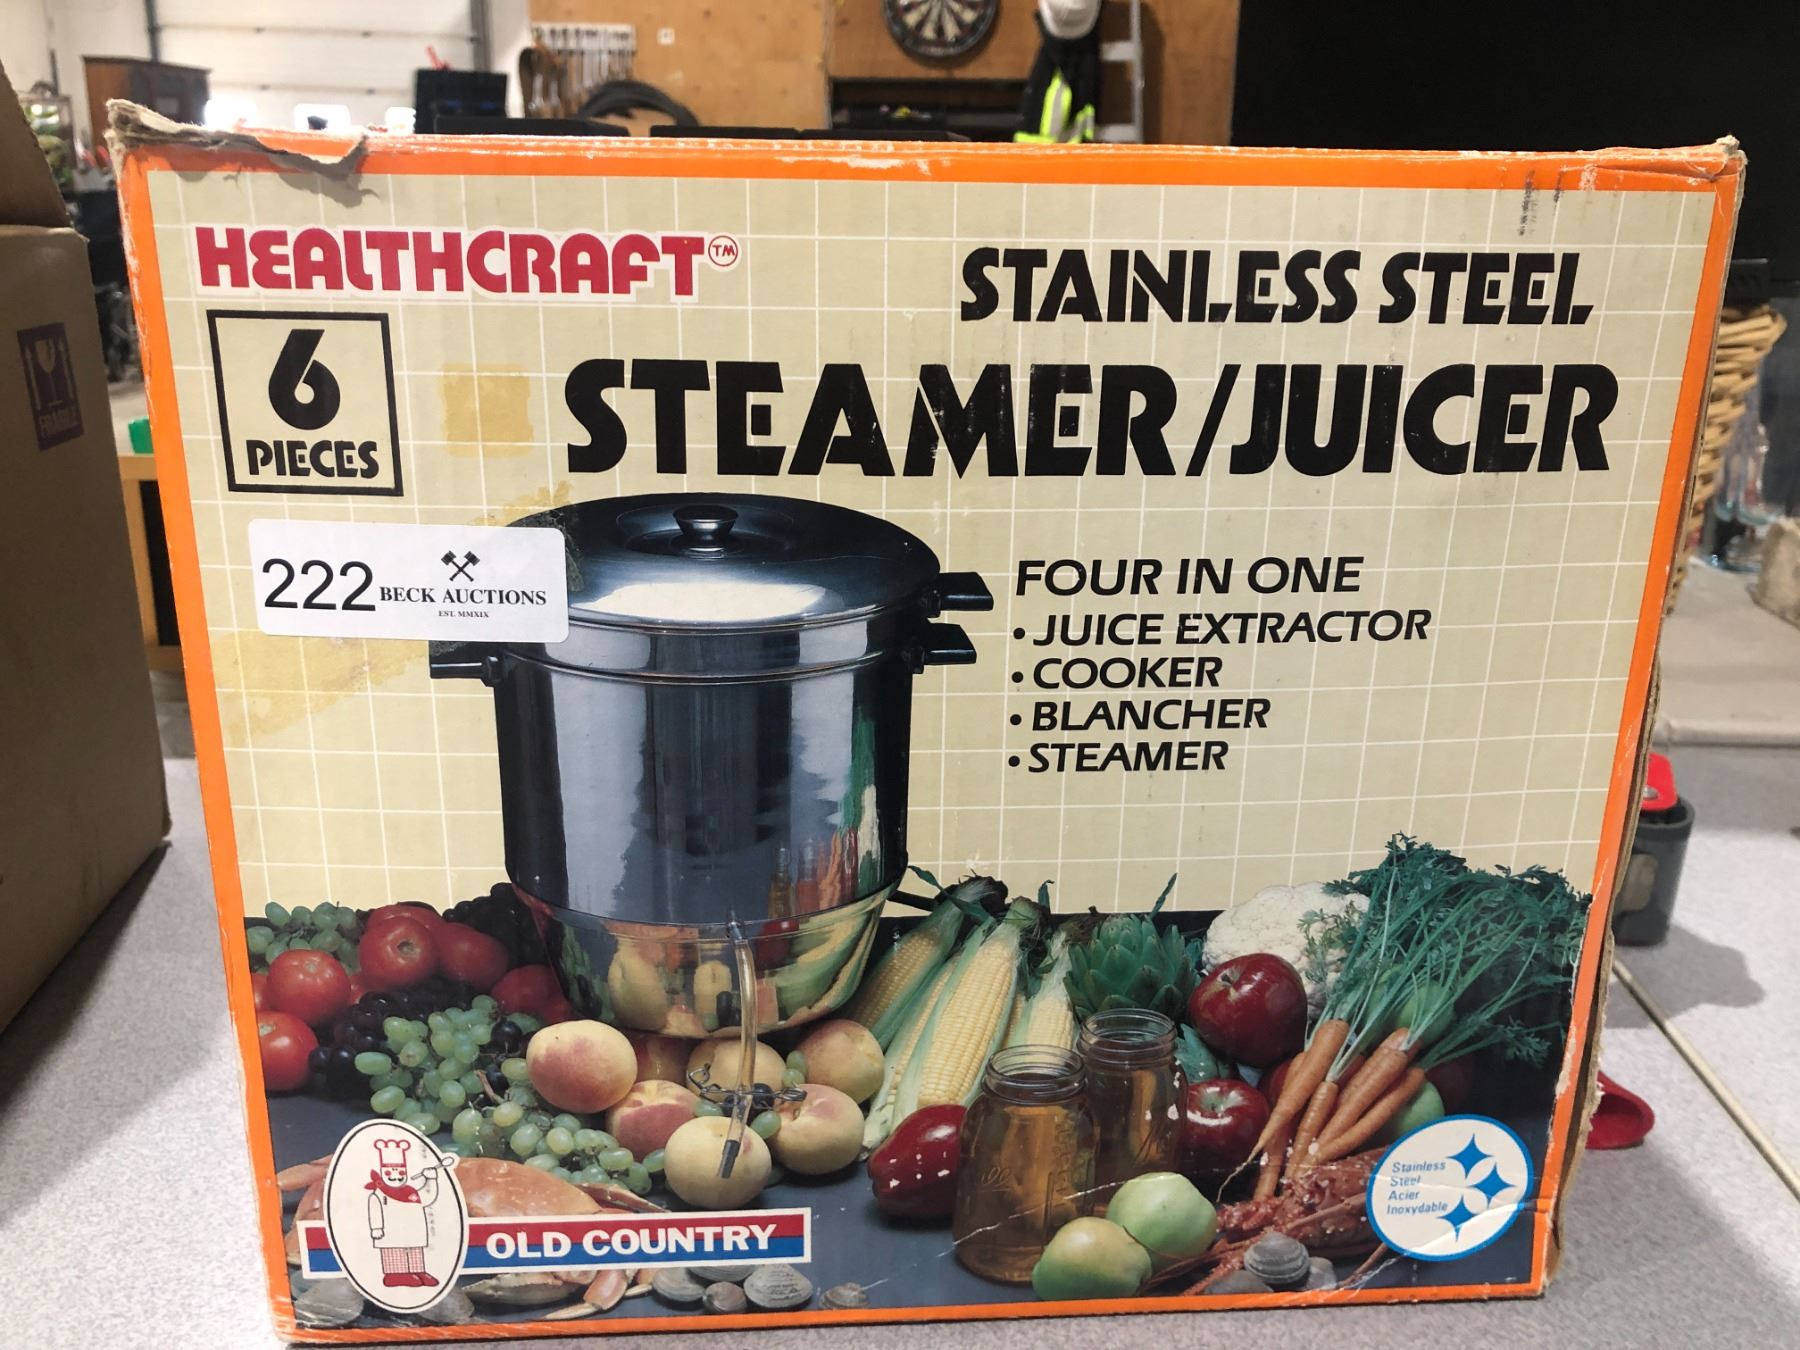 HEALTHCRAFT™
6
PIECES
STAINLESS STEEL
STEAMER/JUICER
222 BECK AUCTIONS
EST. MMXIX
FOUR IN ONE
• JUICE EXTRACTOR
• COOKER
• BLANCHER
• STEAMER
OLD COUNTRY
Stainless
Steel
Acier
Inoxydable
FRAGILE